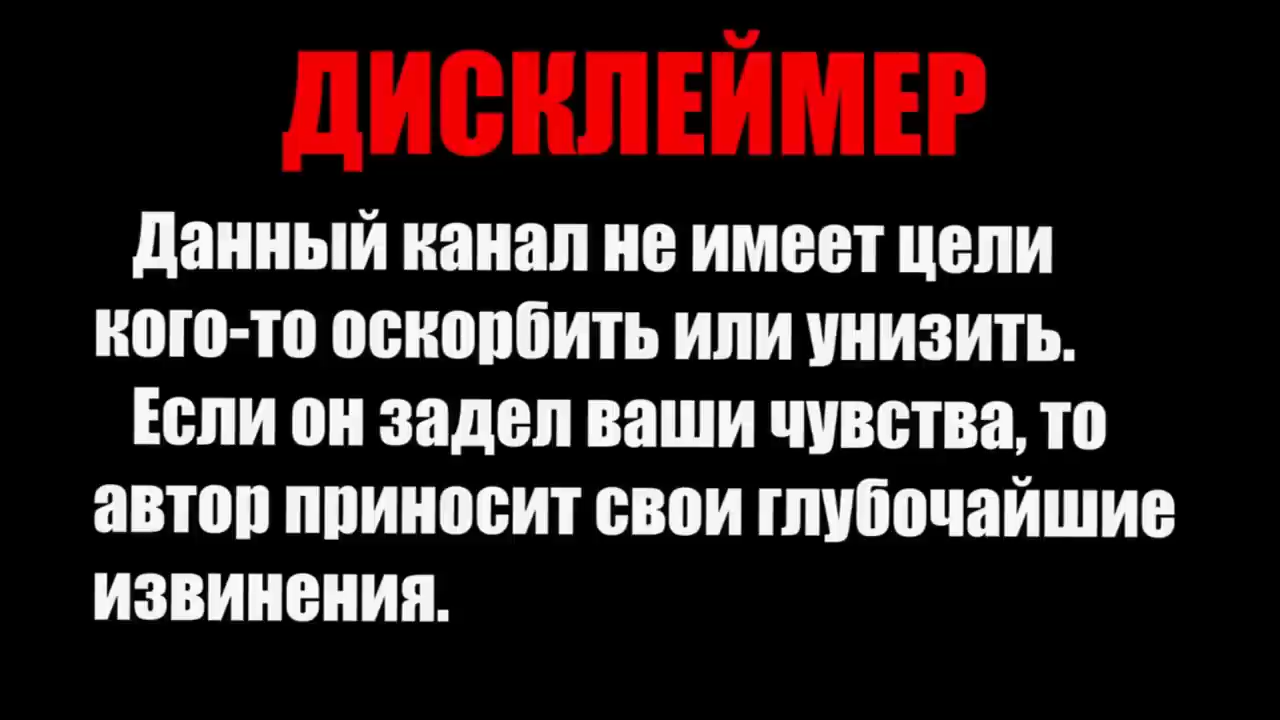 ДИСКЛЕЙМЕР
Данный канал не имеет цели
кого-то оскорбить или унизить.
Если он задел ваши чувства, то
автор приносит свои глубочайшие
извинения.